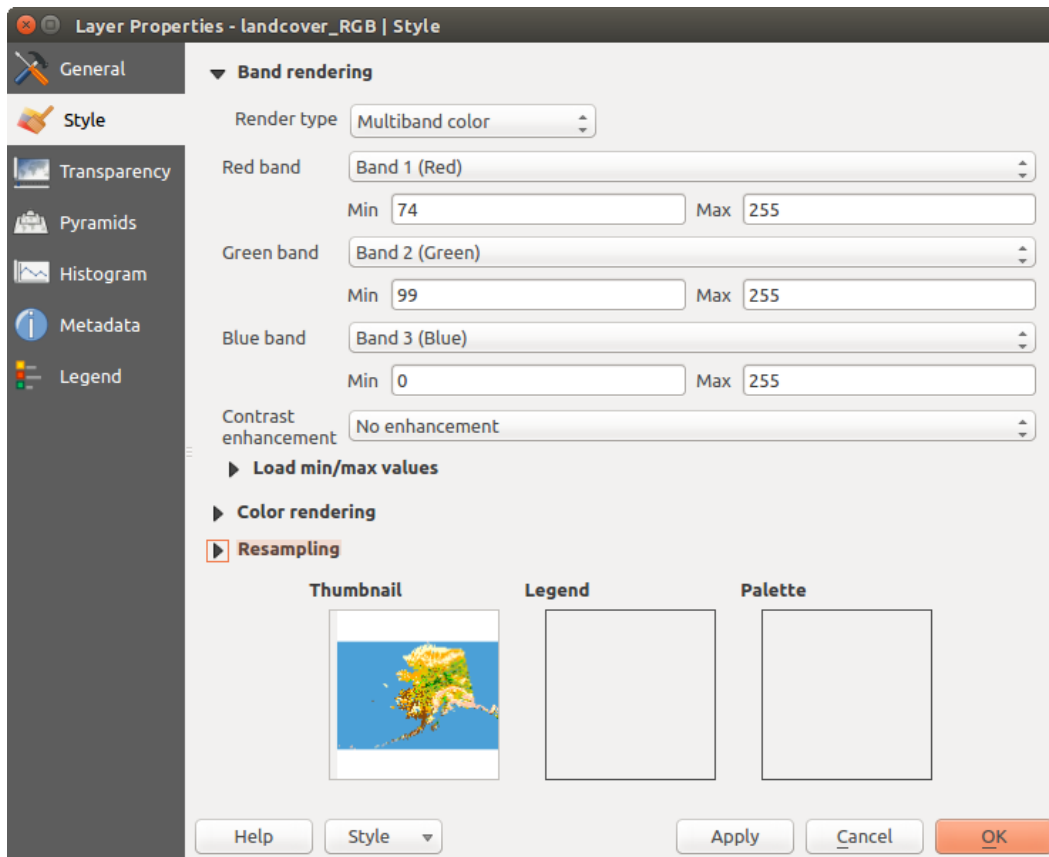 Layer Properties - landcover_RGB | Style
General
Style
Transparency
Pyramids
Histogram
Metadata
Legend
Band rendering
Render type Multiband color
Red band Band 1 (Red)
Min 74 Max 255
Green band Band 2 (Green)
Min 99 Max 255
Blue band Band 3 (Blue)
Min 0 Max 255
Contrast
enhancement No enhancement
Load min/max values
Color rendering
Resampling
Thumbnail Legend Palette
Help Style Apply Cancel OK